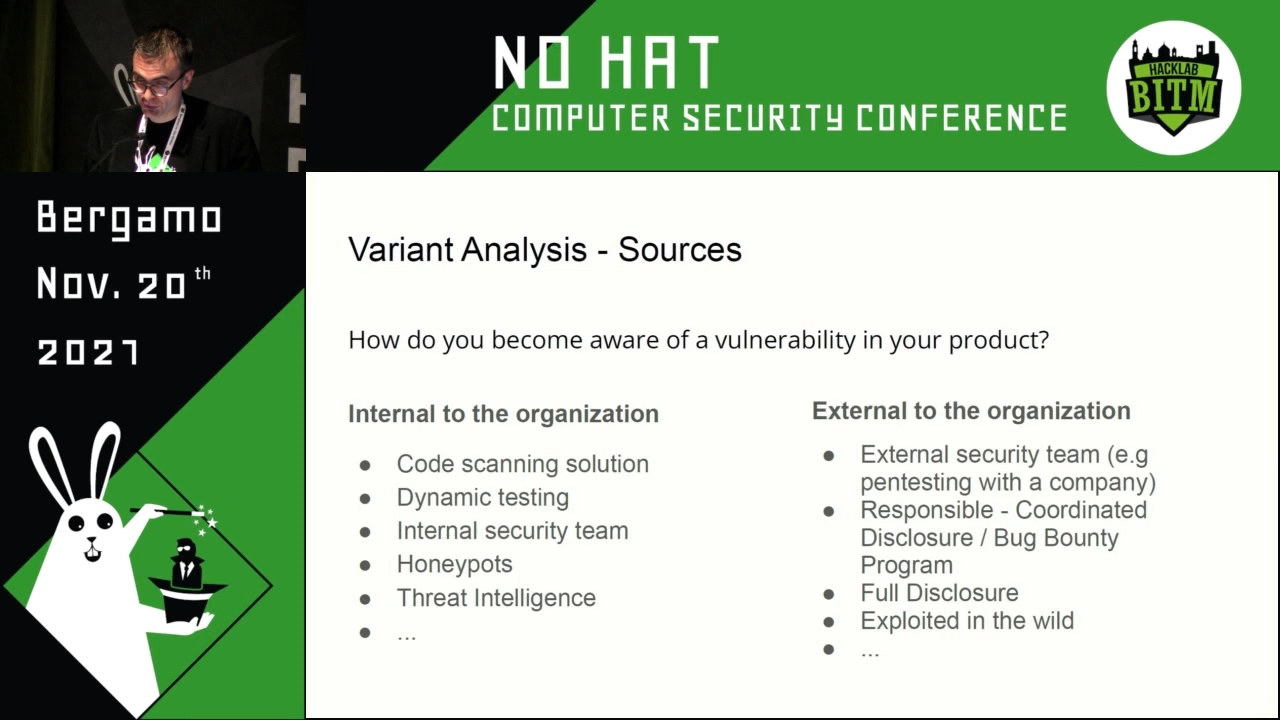 NO HAT
COMPUTER SECURITY CONFERENCE
HACKLAB
BITM
Bergamo
Nov. 20th
2021
Variant Analysis - Sources
How do you become aware of a vulnerability in your product?
Internal to the organization
● Code scanning solution
● Dynamic testing
● Internal security team
● Honeypots
● Threat Intelligence
● ...
External to the organization
● External security team (e.g
pentesting with a company)
● Responsible - Coordinated
Disclosure / Bug Bounty
Program
● Full Disclosure
● Exploited in the wild
● ...